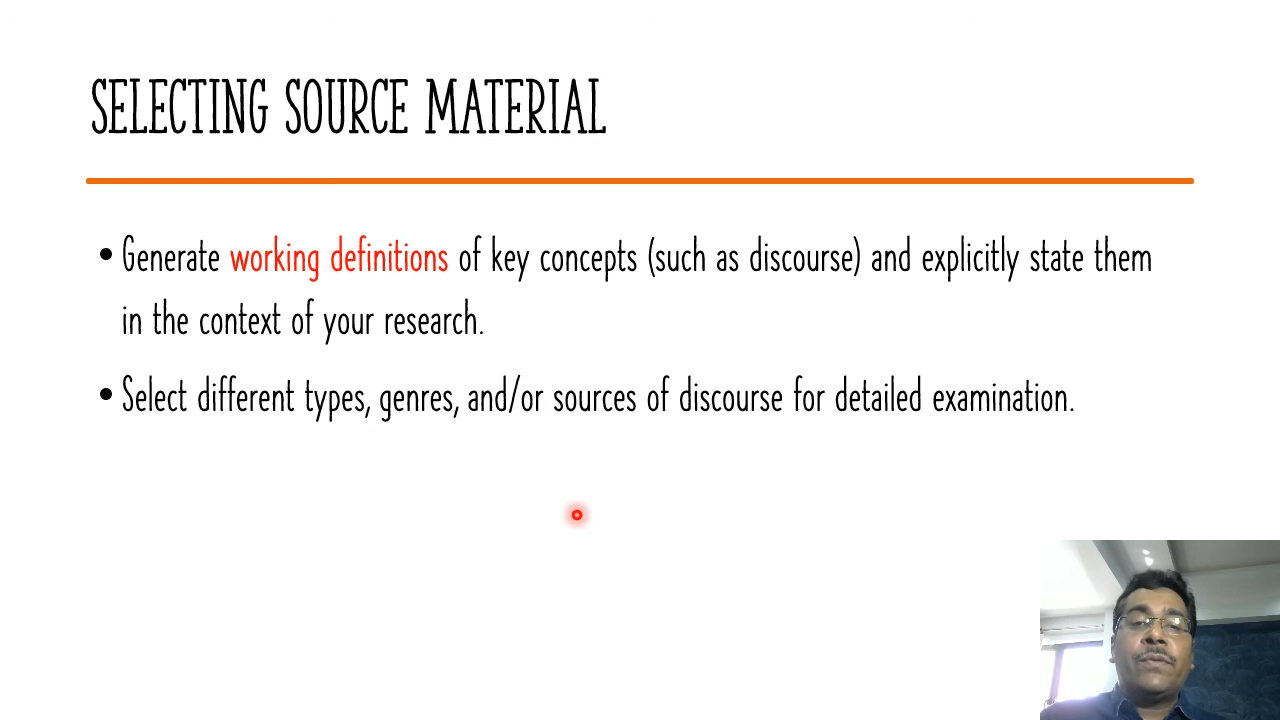 SELECTING SOURCE MATERIAL
• Generate working definitions of key concepts (such as discourse) and explicitly state them
in the context of your research.
• Select different types, genres, and/or sources of discourse for detailed examination.